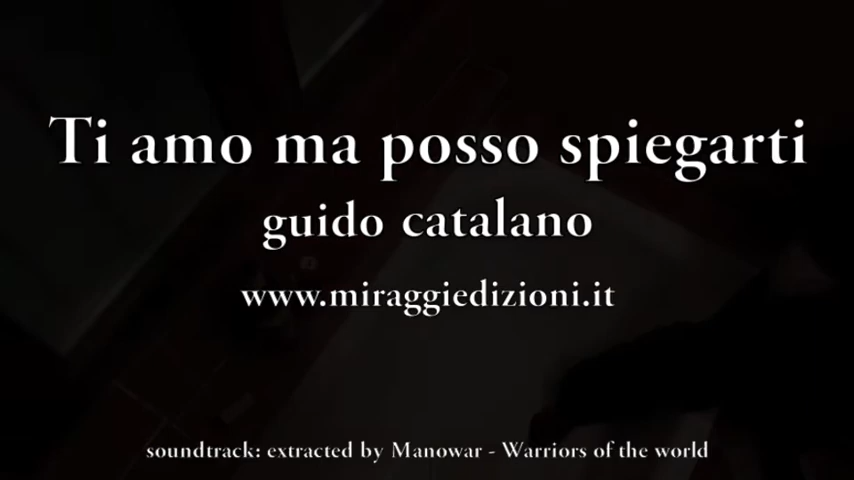 Ti amo ma posso spiegarti
guido catalano
www.miraggiedizioni.it
soundtrack: extracted by Manowar - Warriors of the world